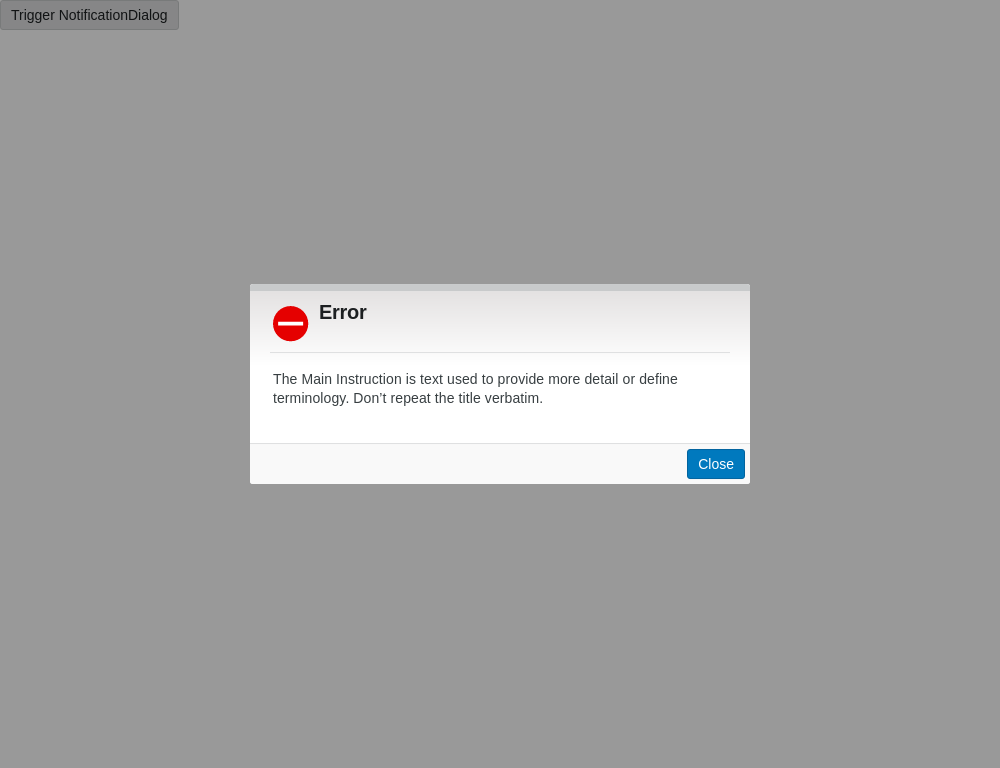 Trigger NotificationDialog
Error
The Main Instruction is text used to provide more detail or define
terminology. Don’t repeat the title verbatim.
Close